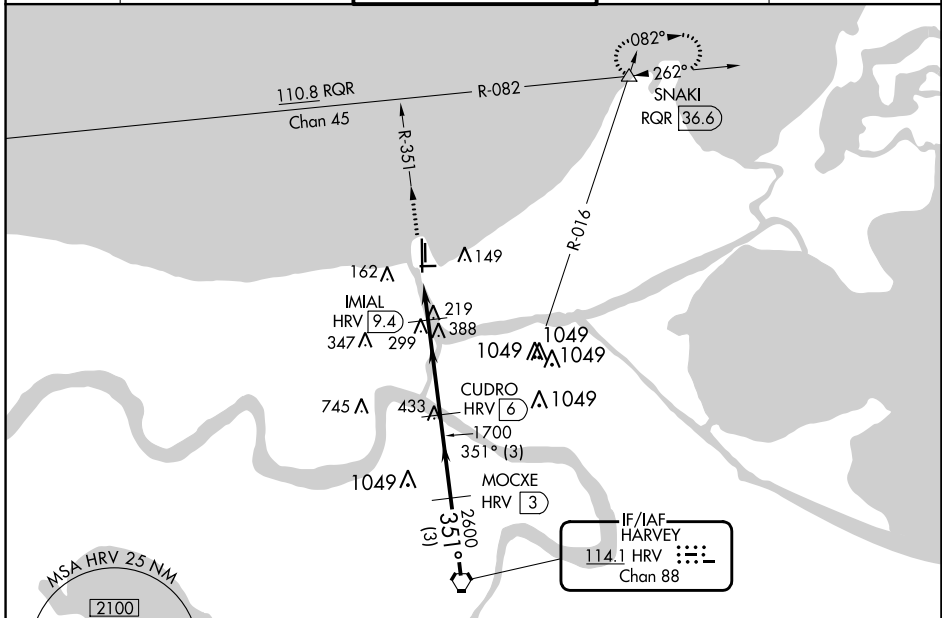 082°
262°
SNAKI
RQR 36.6
110.8 RQR
Chan 45
R-082
R-351
R-016
149
162
IMIAL
HRV 9.4
219
388
347
299
1049
1049
1049
CUDRO
HRV 6
1049
745
433
1700
351° (3)
1049
MOCXE
HRV 3
2600
351°
(3)
IF/IAF
HARVEY
114.1 HRV
Chan 88
MSA HRV 25 NM
2100